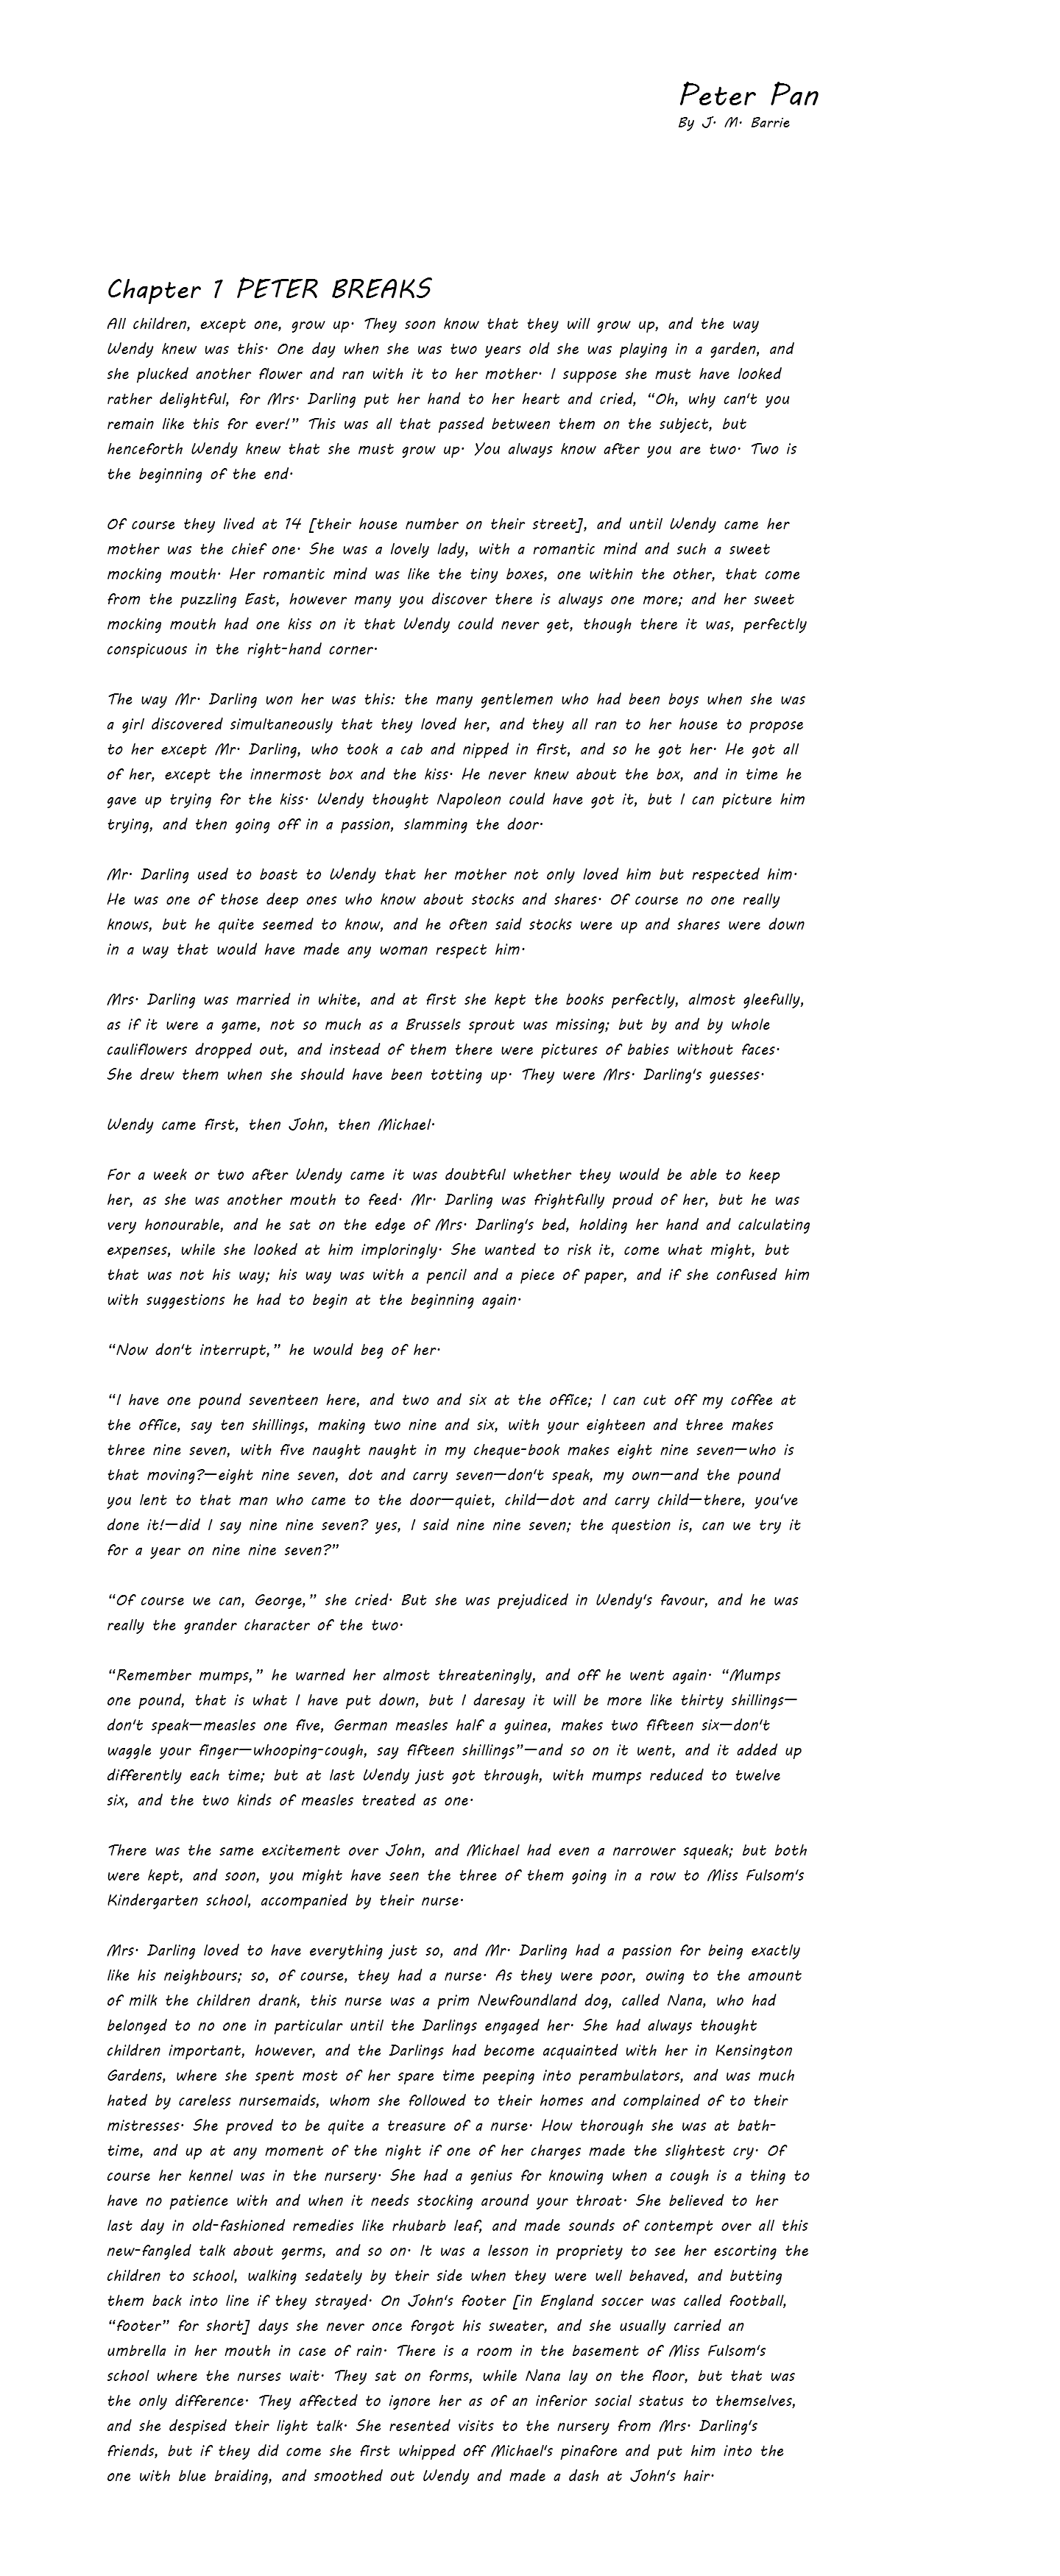 Peter Pan
By J. M. Barrie
Chapter 1 PETER BREAKS
All children, except one, grow up. They soon know that they will grow up, and the way
Wendy knew was this. One day when she was two years old she was playing in a garden, and
she plucked another flower and ran with it to her mother. I suppose she must have looked
rather delightful, for Mrs. Darling put her hand to her heart and cried, “Oh, why can't you
remain like this for ever!” This was all that passed between them on the subject, but
henceforth Wendy knew that she must grow up. You always know after you are two. Two is
the beginning of the end.
Of course they lived at 14 [their house number on their street], and until Wendy came her
mother was the chief one. She was a lovely lady, with a romantic mind and such a sweet
mocking mouth. Her romantic mind was like the tiny boxes, one within the other, that come
from the puzzling East, however many you discover there is always one more; and her sweet
mocking mouth had one kiss on it that Wendy could never get, though there it was, perfectly
conspicuous in the right-hand corner.
The way Mr. Darling won her was this: the many gentlemen who had been boys when she was
a girl discovered simultaneously that they loved her, and they all ran to her house to propose
to her except Mr. Darling, who took a cab and nipped in first, and so he got her. He got all
of her, except the innermost box and the kiss. He never knew about the box, and in time he
gave up trying for the kiss. Wendy thought Napoleon could have got it, but I can picture him
trying, and then going off in a passion, slamming the door.
Mr. Darling used to boast to Wendy that her mother not only loved him but respected him.
He was one of those deep ones who know about stocks and shares. Of course no one really
knows, but he quite seemed to know, and he often said stocks were up and shares were down
in a way that would have made any woman respect him.
Mrs. Darling was married in white, and at first she kept the books perfectly, almost gleefully,
as if it were a game, not so much as a Brussels sprout was missing; but by and by whole
cauliflowers dropped out, and instead of them there were pictures of babies without faces.
She drew them when she should have been totting up. They were Mrs. Darling's guesses.
Wendy came first, then John, then Michael.
For a week or two after Wendy came it was doubtful whether they would be able to keep
her, as she was another mouth to feed. Mr. Darling was frightfully proud of her, but he was
very honourable, and he sat on the edge of Mrs. Darling's bed, holding her hand and calculating
expenses, while she looked at him imploringly. She wanted to risk it, come what might, but
that was not his way; his way was with a pencil and a piece of paper, and if she confused him
with suggestions he had to begin at the beginning again.
“Now don't interrupt,” he would beg of her.
“I have one pound seventeen here, and two and six at the office; I can cut off my coffee at
the office, say ten shillings, making two nine and six, with your eighteen and three makes
three nine seven, with five naught naught in my cheque-book makes eight nine seven—who is
that moving?—eight nine seven, dot and carry seven—don't speak, my own—and the pound
you lent to that man who came to the door—quiet, child—dot and carry child—there, you've
done it!—did I say nine nine seven? yes, I said nine nine seven; the question is, can we try it
for a year on nine nine seven?”
“Of course we can, George,” she cried. But she was prejudiced in Wendy's favour, and he was
really the grander character of the two.
“Remember mumps,” he warned her almost threateningly, and off he went again. “Mumps
one pound, that is what I have put down, but I daresay it will be more like thirty shillings—
don't speak—measles one five, German measles half a guinea, makes two fifteen six—don't
waggle your finger—whooping-cough, say fifteen shillings”—and so on it went, and it added up
differently each time; but at last Wendy just got through, with mumps reduced to twelve
six, and the two kinds of measles treated as one.
There was the same excitement over John, and Michael had even a narrower squeak; but both
were kept, and soon, you might have seen the three of them going in a row to Miss Fulsom's
Kindergarten school, accompanied by their nurse.
Mrs. Darling loved to have everything just so, and Mr. Darling had a passion for being exactly
like his neighbours; so, of course, they had a nurse. As they were poor, owing to the amount
of milk the children drank, this nurse was a prim Newfoundland dog, called Nana, who had
belonged to no one in particular until the Darlings engaged her. She had always thought
children important, however, and the Darlings had become acquainted with her in Kensington
Gardens, where she spent most of her spare time peeping into perambulators, and was much
hated by careless nursemaids, whom she followed to their homes and complained of to their
mistresses. She proved to be quite a treasure of a nurse. How thorough she was at bath-
time, and up at any moment of the night if one of her charges made the slightest cry. Of
course her kennel was in the nursery. She had a genius for knowing when a cough is a thing to
have no patience with and when it needs stocking around your throat. She believed to her
last day in old-fashioned remedies like rhubarb leaf, and made sounds of contempt over all this
new-fangled talk about germs, and so on. It was a lesson in propriety to see her escorting the
children to school, walking sedately by their side when they were well behaved, and butting
them back into line if they strayed. On John's footer [in England soccer was called football,
“footer” for short] days she never once forgot his sweater, and she usually carried an
umbrella in her mouth in case of rain. There is a room in the basement of Miss Fulsom's
school where the nurses wait. They sat on forms, while Nana lay on the floor, but that was
the only difference. They affected to ignore her as of an inferior social status to themselves,
and she despised their light talk. She resented visits to the nursery from Mrs. Darling's
friends, but if they did come she first whipped off Michael's pinafore and put him into the
one with blue braiding, and smoothed out Wendy and made a dash at John's hair.